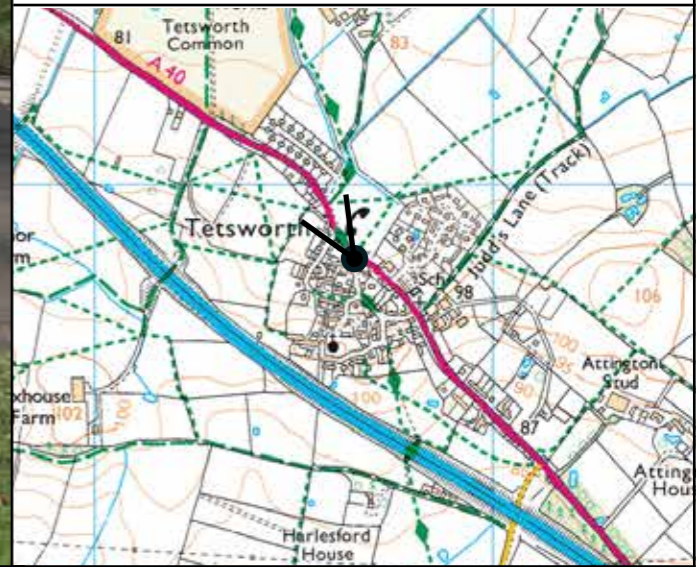 Tetsworth
Common
81
A 40
83
Tetsworth
Sch
Judd's Lane (Track)
98
106
100
95
90
Attington
Stud
100
87
Farm
102
100
Harlesford
House